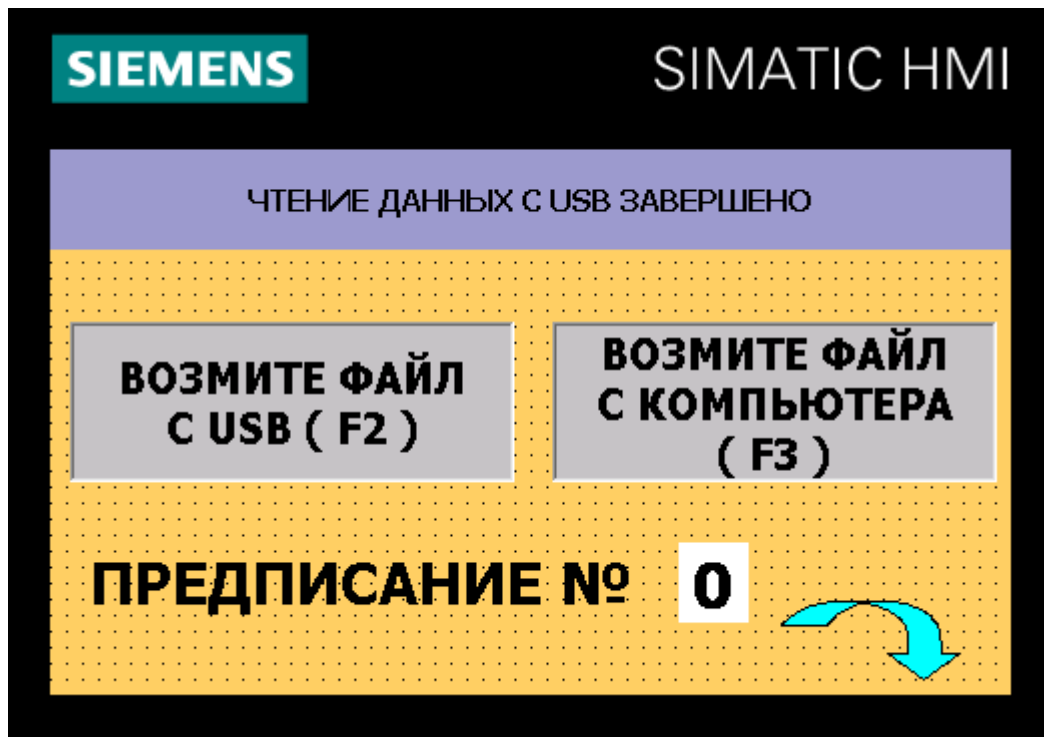 SIEMENS
SIMATIC HMI
ЧТЕНИЕ ДАННЫХ С USB ЗАВЕРШЕНО
ВОЗМИТЕ ФАЙЛ
С USB ( F2 )
ВОЗМИТЕ ФАЙЛ
С КОМПЬЮТЕРА
( F3 )
ПРЕДПИСАНИЕ № 0